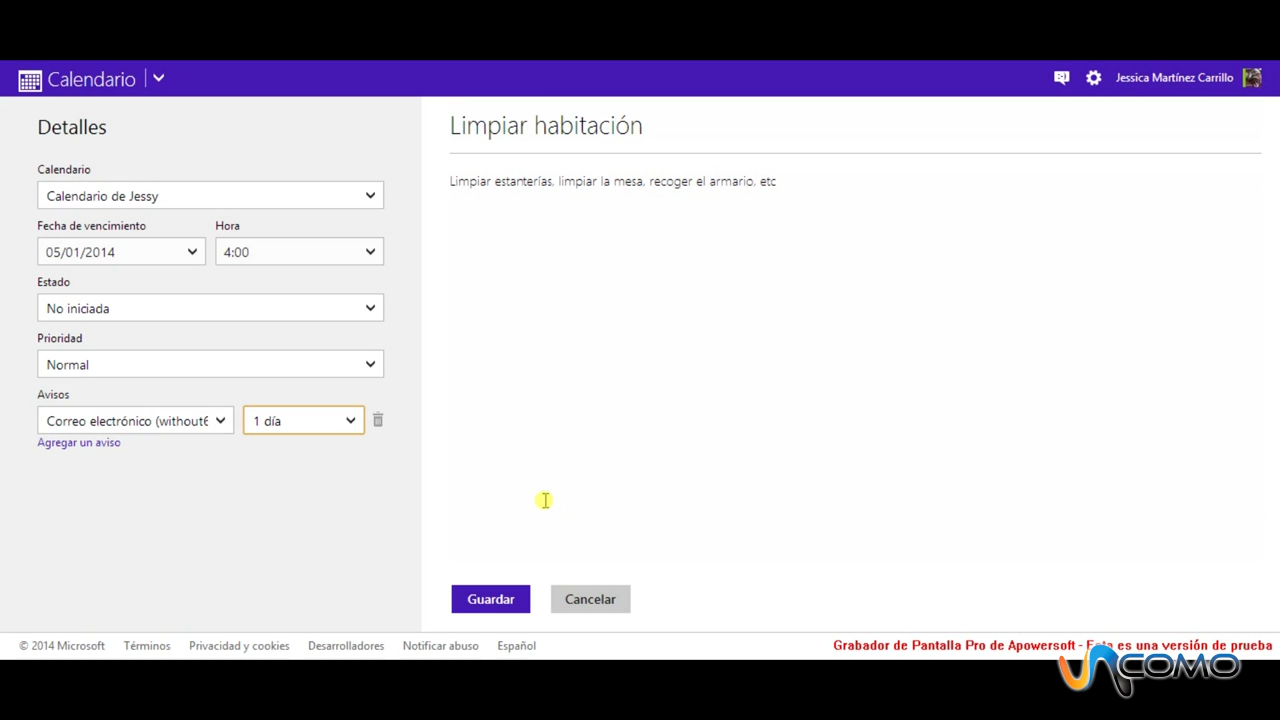 Calendario
Jessica Martínez Carrillo
Detalles
Calendario
Calendario de Jessy
Fecha de vencimiento
Hora
05/01/2014
4:00
Estado
No iniciada
Prioridad
Normal
Avisos
Correo electrónico (without6
1 día
Agregar un aviso
Limpiar habitación
Limpiar estanterías, limpiar la mesa, recoger el armario, etc
Guardar
Cancelar
© 2014 Microsoft
Términos
Privacidad y cookies
Desarrolladores
Notificar abuso
Español
Grabador de Pantalla Pro de Apowersoft - Esta es una versión de prueba
UNCOMO